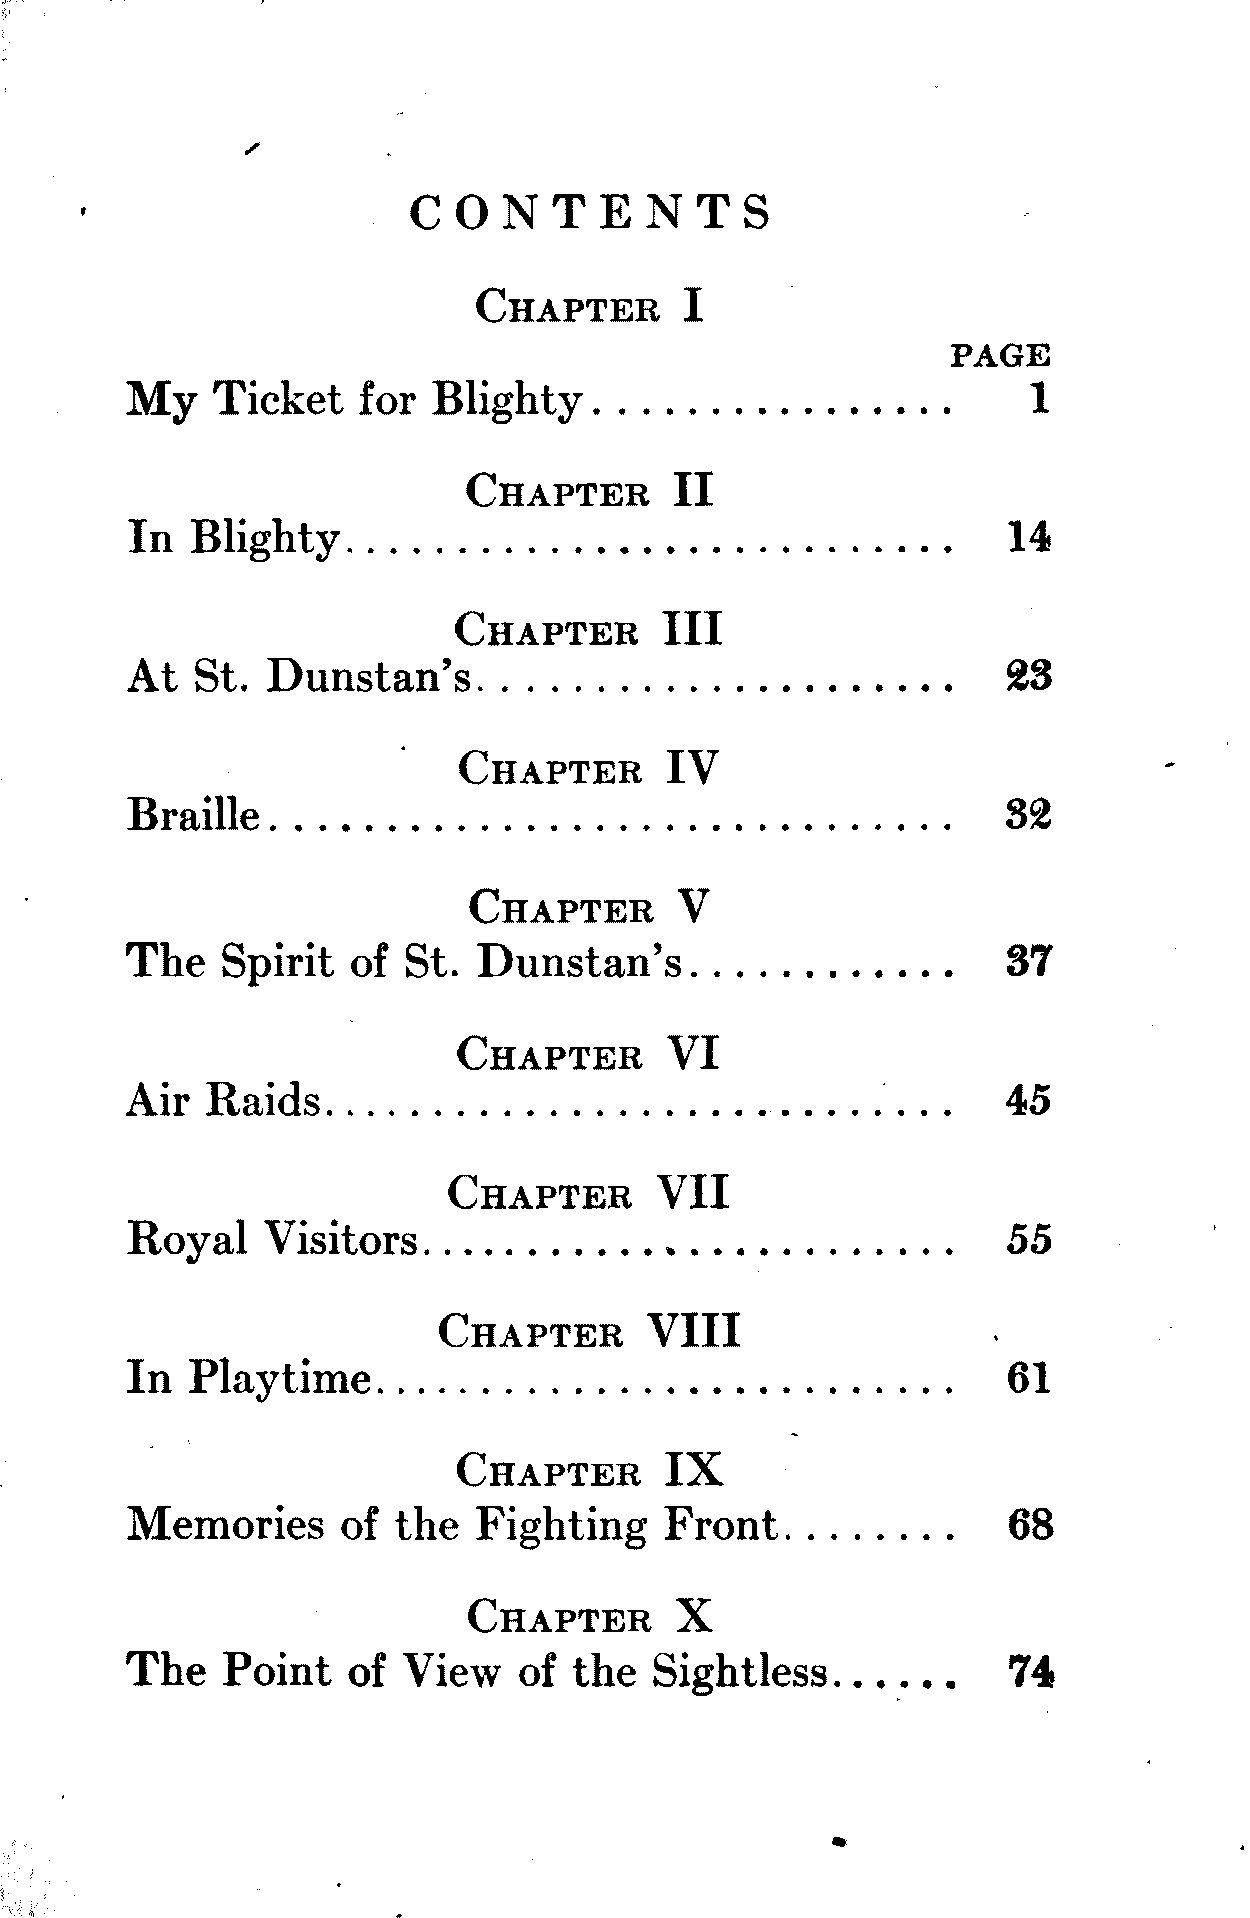 CONTENTS
CHAPTER I
PAGE
My Ticket for Blighty................ 1
CHAPTER II
In Blighty........................... 14
CHAPTER III
At St. Dunstan's..................... 23
CHAPTER IV
Braille.............................. 32
CHAPTER V
The Spirit of St. Dunstan's............ 37
CHAPTER VI
Air Raids............................ 45
CHAPTER VII
Royal Visitors....................... 55
CHAPTER VIII
In Playtime.......................... 61
CHAPTER IX
Memories of the Fighting Front........ 68
CHAPTER X
The Point of View of the Sightless...... 74